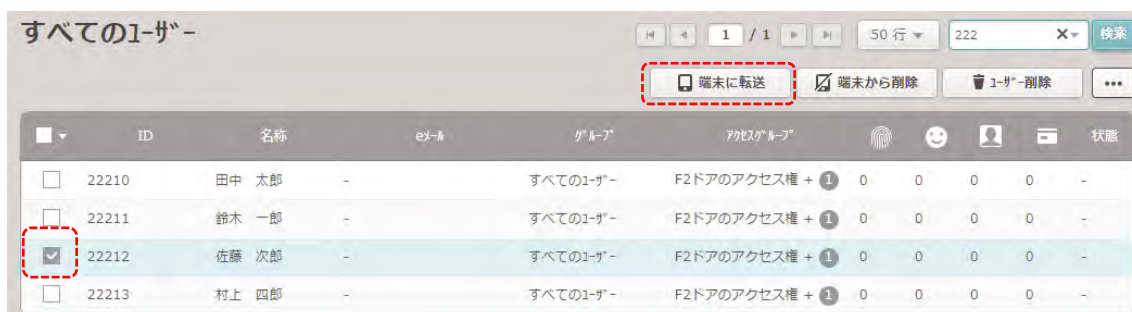 すべてのﾕｰｻﾞｰ
1 / 1 50 行 222 検索
端末に転送 端末から削除 ﾕｰｻﾞｰ削除 •••
ID 名称 eﾒｰﾙ ｸﾞﾙｰﾌﾟ ｱｸｾｽｸﾞﾙｰﾌﾟ 状態
22210 田中 太郎 - すべてのﾕｰｻﾞｰ F2ドアのアクセス権 + 1 0 0 0 0 -
22211 鈴木 一郎 - すべてのﾕｰｻﾞｰ F2ドアのアクセス権 + 1 0 0 0 0 -
22212 佐藤 次郎 - すべてのﾕｰｻﾞｰ F2ドアのアクセス権 + 1 0 0 0 0 -
22213 村上 四郎 - すべてのﾕｰｻﾞｰ F2ドアのアクセス権 + 1 0 0 0 0 -